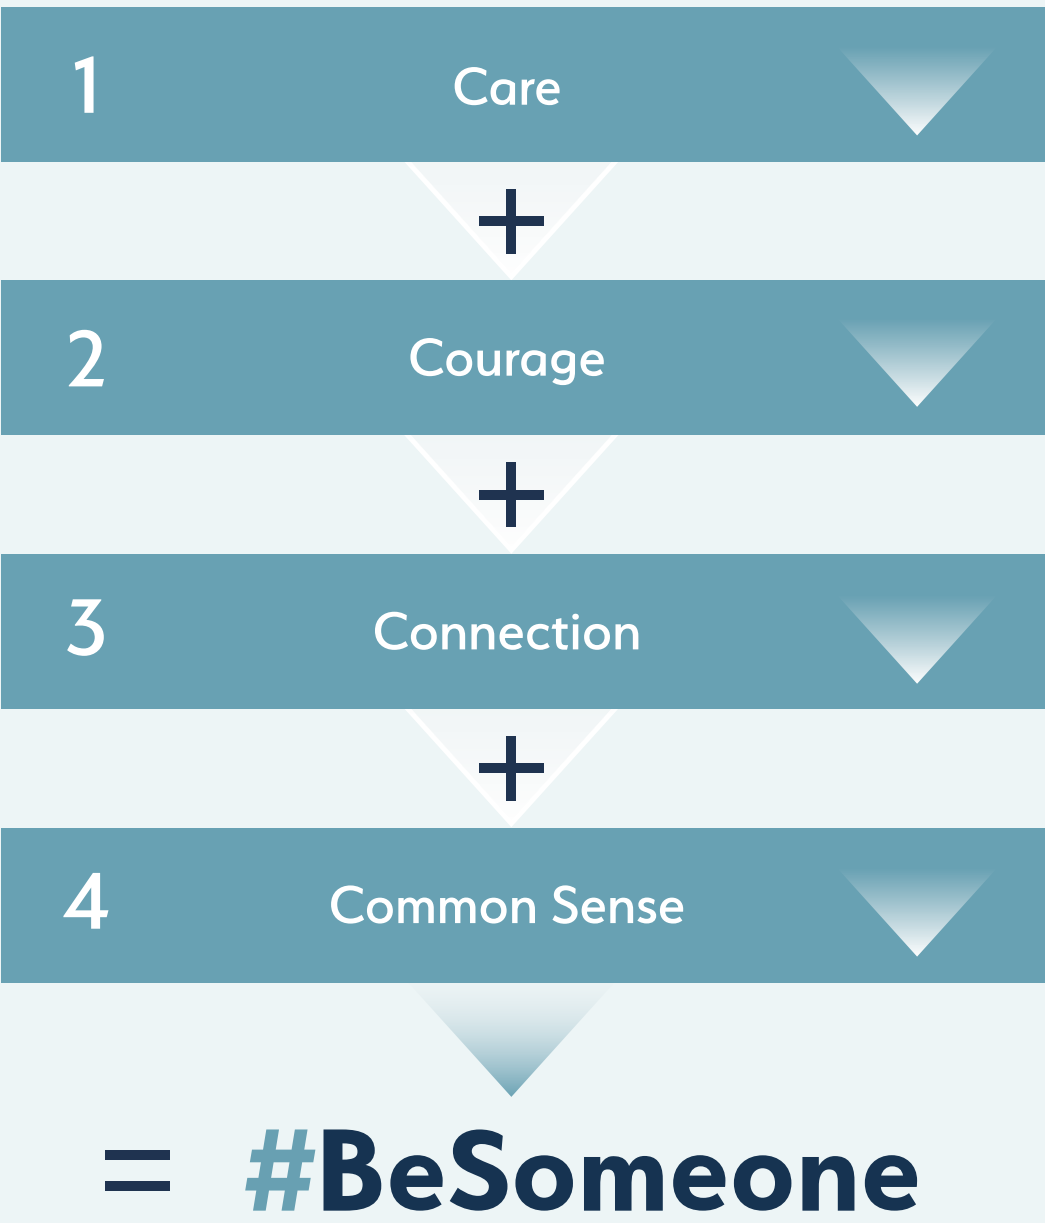 1 Care
+
2 Courage
+
3 Connection
+
4 Common Sense
= #BeSomeone